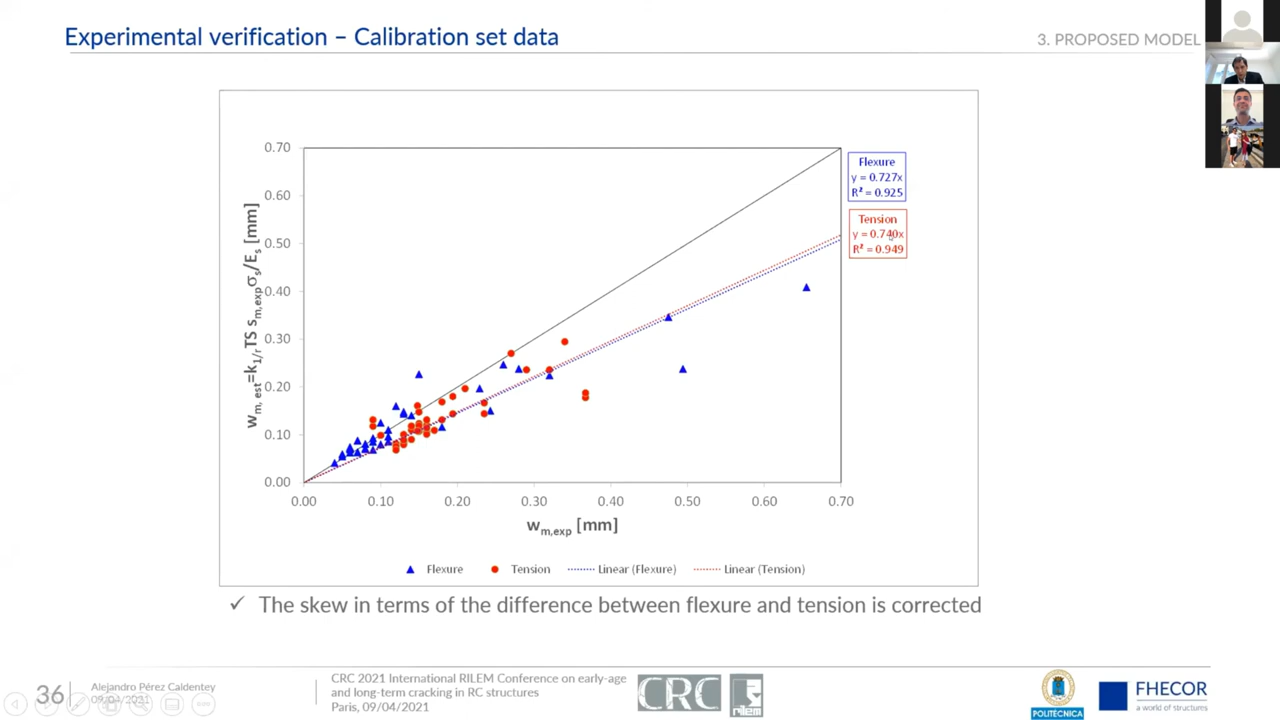 Experimental verification – Calibration set data
3. PROPOSED MODEL
0.70
0.60
0.50
0.40
0.30
0.20
0.10
0.00
w_m, est=k_1/r TS s_m,exp σ_s/E_s [mm]
0.00 0.10 0.20 0.30 0.40 0.50 0.60 0.70
w_m,exp [mm]
Flexure
y = 0.727x
R² = 0.925
Tension
y = 0.740x
R² = 0.949
Flexure Tension Linear (Flexure) Linear (Tension)
✓ The skew in terms of the difference between flexure and tension is corrected
36
Alejandro Pérez Caldentey
09/04/2021
CRC 2021 International RILEM Conference on early-age
and long-term cracking in RC structures
Paris, 09/04/2021
CRC
rilem
POLITÉCNICA
FHECOR
a world of structures